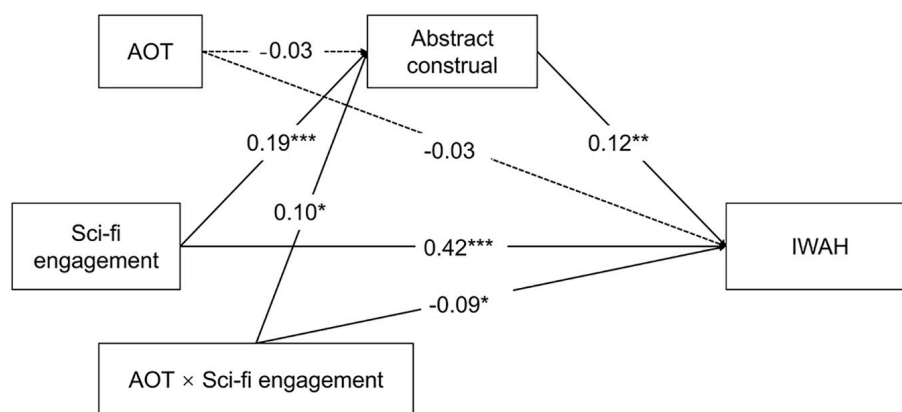 AOT
-0.03
Abstract
construal
0.19***
-0.03
0.12**
0.10*
Sci-fi
engagement
0.42***
IWAH
-0.09*
AOT × Sci-fi engagement